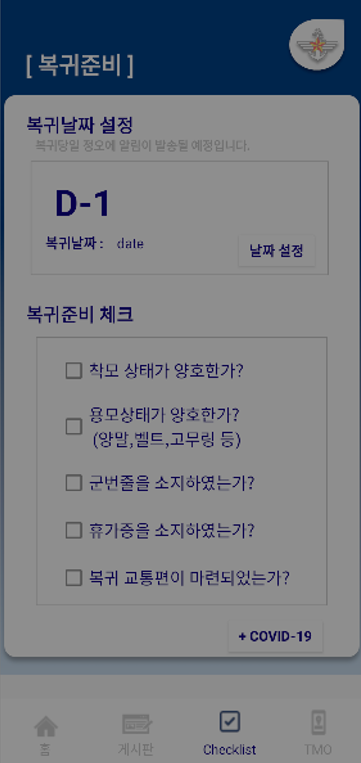 [ 복귀준비 ]
복귀날짜 설정
복귀당일 정오에 알림이 발송될 예정입니다.
D-1
복귀날짜 : date
날짜 설정
복귀준비 체크
착모 상태가 양호한가?
용모상태가 양호한가?
(양말,벨트,고무링 등)
군번줄을 소지하였는가?
휴가증을 소지하였는가?
복귀 교통편이 마련되었는가?
+ COVID-19
홈 게시판 Checklist TMO